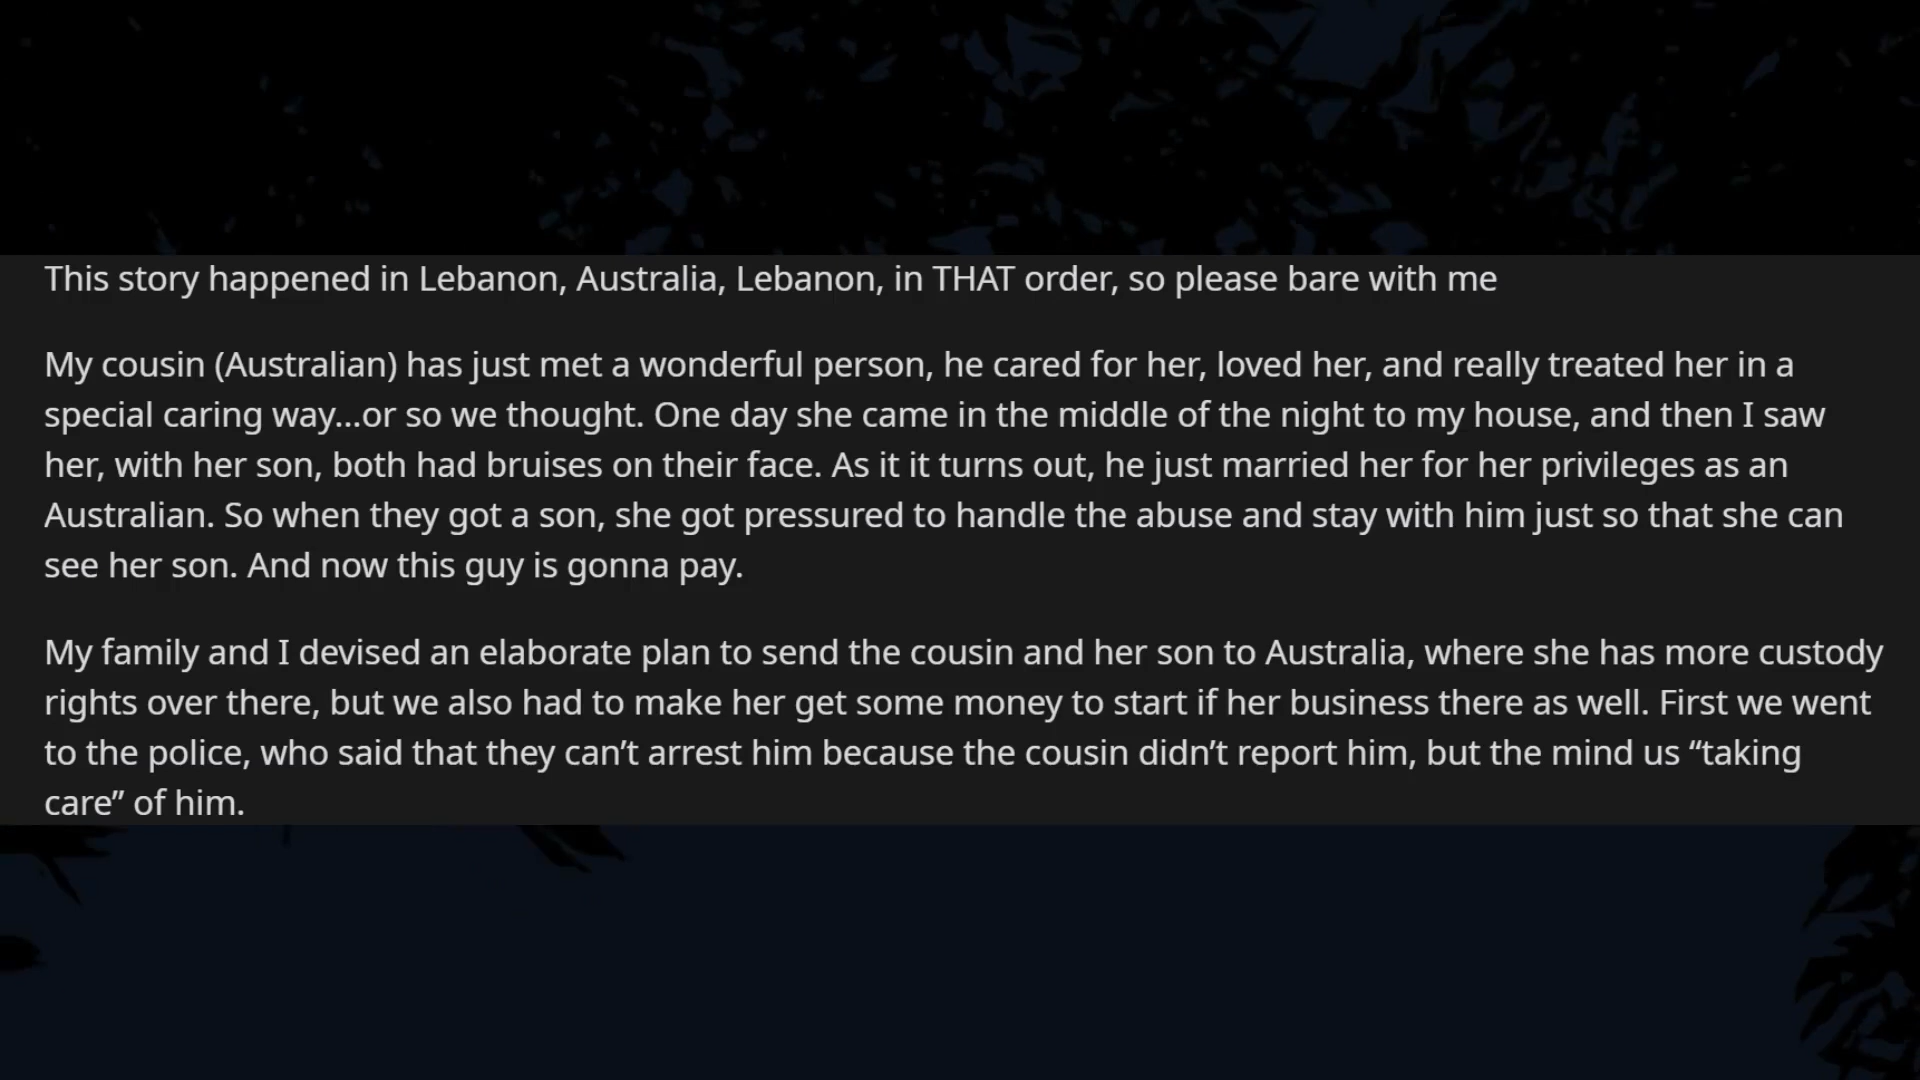 This story happened in Lebanon, Australia, Lebanon, in THAT order, so please bare with me
My cousin (Australian) has just met a wonderful person, he cared for her, loved her, and really treated her in a
special caring way...or so we thought. One day she came in the middle of the night to my house, and then I saw
her, with her son, both had bruises on their face. As it it turns out, he just married her for her privileges as an
Australian. So when they got a son, she got pressured to handle the abuse and stay with him just so that she can
see her son. And now this guy is gonna pay.
My family and I devised an elaborate plan to send the cousin and her son to Australia, where she has more custody
rights over there, but we also had to make her get some money to start if her business there as well. First we went
to the police, who said that they can’t arrest him because the cousin didn’t report him, but the mind us “taking
care” of him.